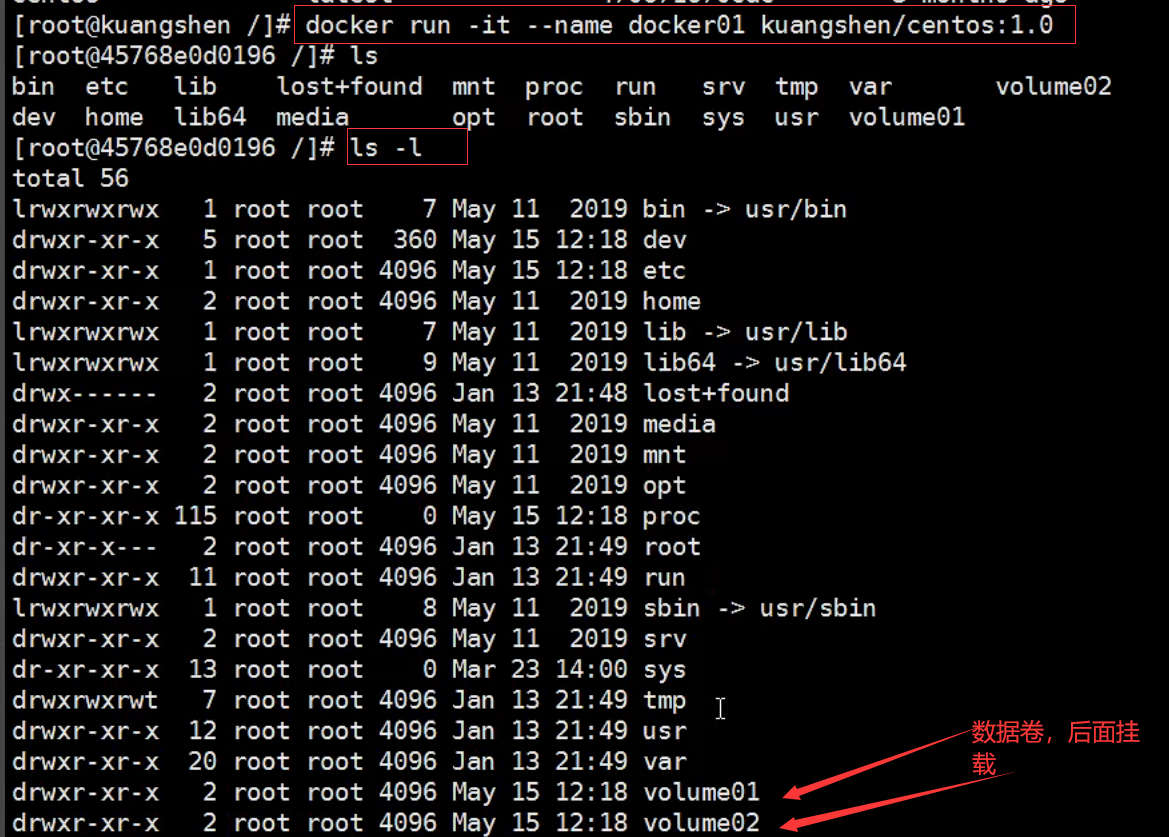 [root@kuangshen /]# docker run -it --name docker01 kuangshen/centos:1.0
[root@45768e0d0196 /]# ls
bin  etc   lib    lost+found  mnt  proc  run   srv  tmp  var       volume02
dev  home  lib64  media       opt  root  sbin  sys  usr  volume01
[root@45768e0d0196 /]# ls -l
total 56
lrwxrwxrwx   1 root root    7 May 11  2019 bin -> usr/bin
drwxr-xr-x   5 root root  360 May 15 12:18 dev
drwxr-xr-x   1 root root 4096 May 15 12:18 etc
drwxr-xr-x   2 root root 4096 May 11  2019 home
lrwxrwxrwx   1 root root    7 May 11  2019 lib -> usr/lib
lrwxrwxrwx   1 root root    9 May 11  2019 lib64 -> usr/lib64
drwx------   2 root root 4096 Jan 13 21:48 lost+found
drwxr-xr-x   2 root root 4096 May 11  2019 media
drwxr-xr-x   2 root root 4096 May 11  2019 mnt
drwxr-xr-x   2 root root 4096 May 11  2019 opt
dr-xr-xr-x 115 root root    0 May 15 12:18 proc
dr-xr-x---   2 root root 4096 Jan 13 21:49 root
drwxr-xr-x  11 root root 4096 Jan 13 21:49 run
lrwxrwxrwx   1 root root    8 May 11  2019 sbin -> usr/sbin
drwxr-xr-x   2 root root 4096 May 11  2019 srv
dr-xr-xr-x  13 root root    0 Mar 23 14:00 sys
drwxrwxrwt   7 root root 4096 Jan 13 21:49 tmp
drwxr-xr-x  12 root root 4096 Jan 13 21:49 usr
drwxr-xr-x  20 root root 4096 Jan 13 21:49 var
drwxr-xr-x   2 root root 4096 May 15 12:18 volume01
drwxr-xr-x   2 root root 4096 May 15 12:18 volume02
数据卷，后面挂
载